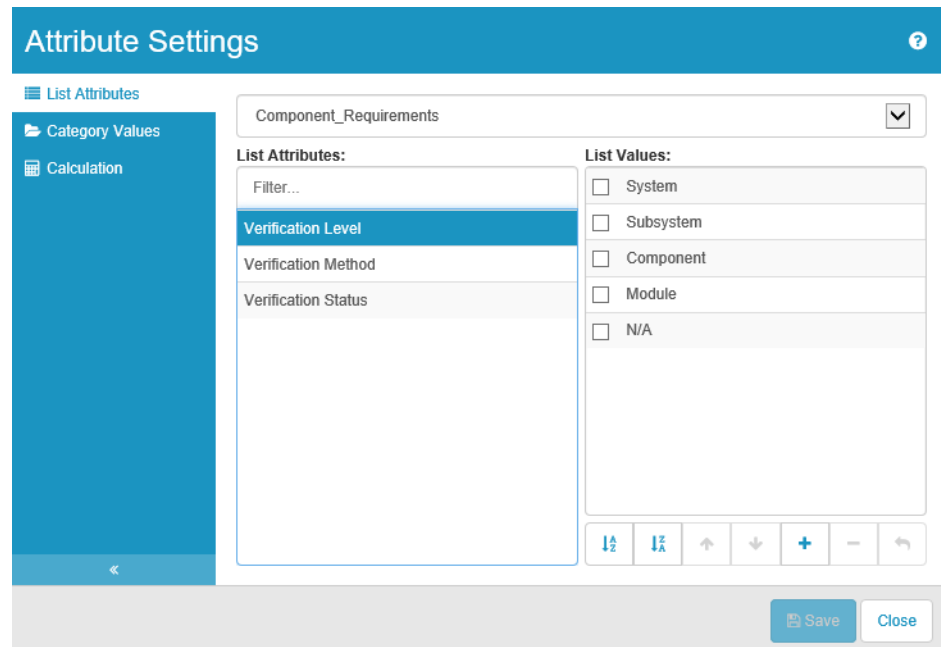 Attribute Settings
List Attributes
Category Values
Calculation
Component_Requirements
List Attributes:
Filter...
Verification Level
Verification Method
Verification Status
List Values:
System
Subsystem
Component
Module
N/A
Save
Close